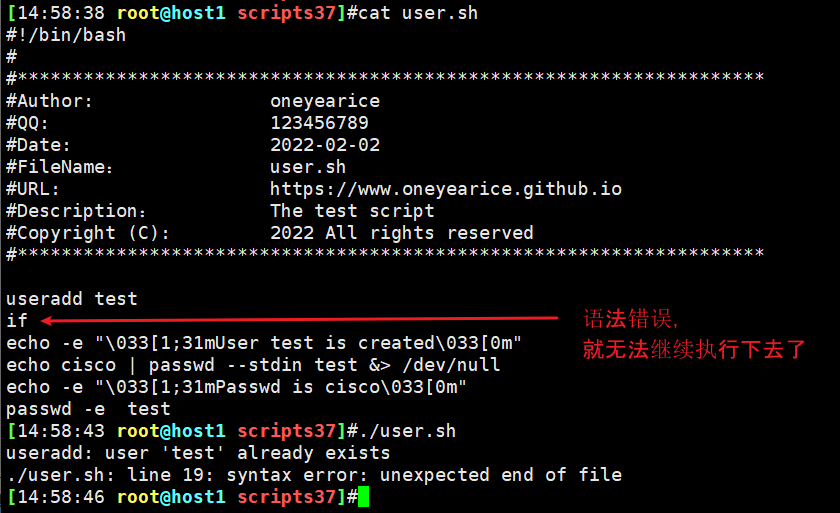 [14:58:38 root@host1 scripts37]#cat user.sh
#!/bin/bash
#
#********************************************************************
#Author: oneyearice
#QQ: 123456789
#Date: 2022-02-02
#FileName： user.sh
#URL: https://www.oneyearice.github.io
#Description： The test script
#Copyright (C): 2022 All rights reserved
#********************************************************************
useradd test
if
语法错误,
就无法继续执行下去了
echo -e "\033[1;31mUser test is created\033[0m"
echo cisco | passwd --stdin test &> /dev/null
echo -e "\033[1;31mPasswd is cisco\033[0m"
passwd -e  test
[14:58:43 root@host1 scripts37]#./user.sh
useradd: user 'test' already exists
./user.sh: line 19: syntax error: unexpected end of file
[14:58:46 root@host1 scripts37]#